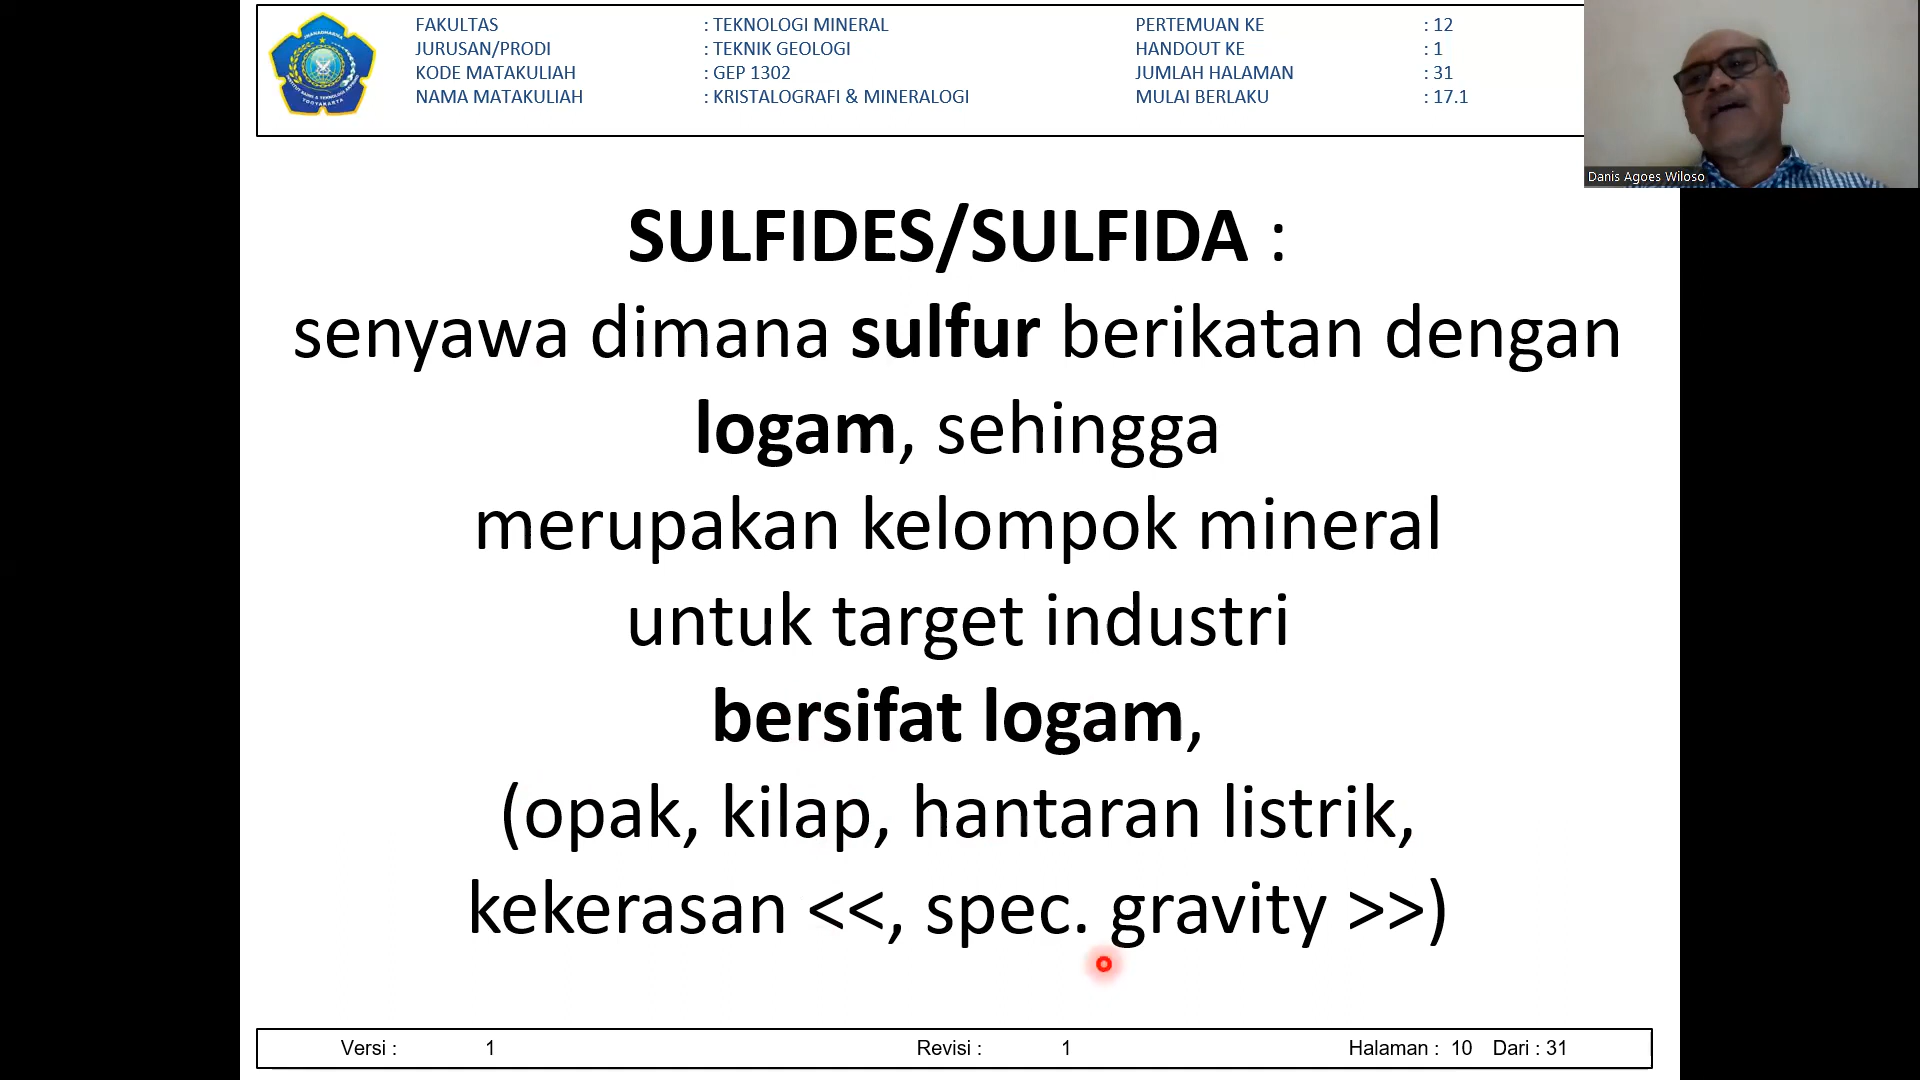 FAKULTAS : TEKNOLOGI MINERAL PERTEMUAN KE : 12
JURUSAN/PRODI : TEKNIK GEOLOGI HANDOUT KE : 1
KODE MATAKULIAH : GEP 1302 JUMLAH HALAMAN : 31
NAMA MATAKULIAH : KRISTALOGRAFI & MINERALOGI MULAI BERLAKU : 17.1
YOGYAKARTA
Danis Agoes Wiloso
SULFIDES/SULFIDA :
senyawa dimana sulfur berikatan dengan
logam, sehingga
merupakan kelompok mineral
untuk target industri
bersifat logam,
(opak, kilap, hantaran listrik,
kekerasan <<, spec. gravity >>)
Versi : 1 Revisi : 1 Halaman : 10 Dari : 31